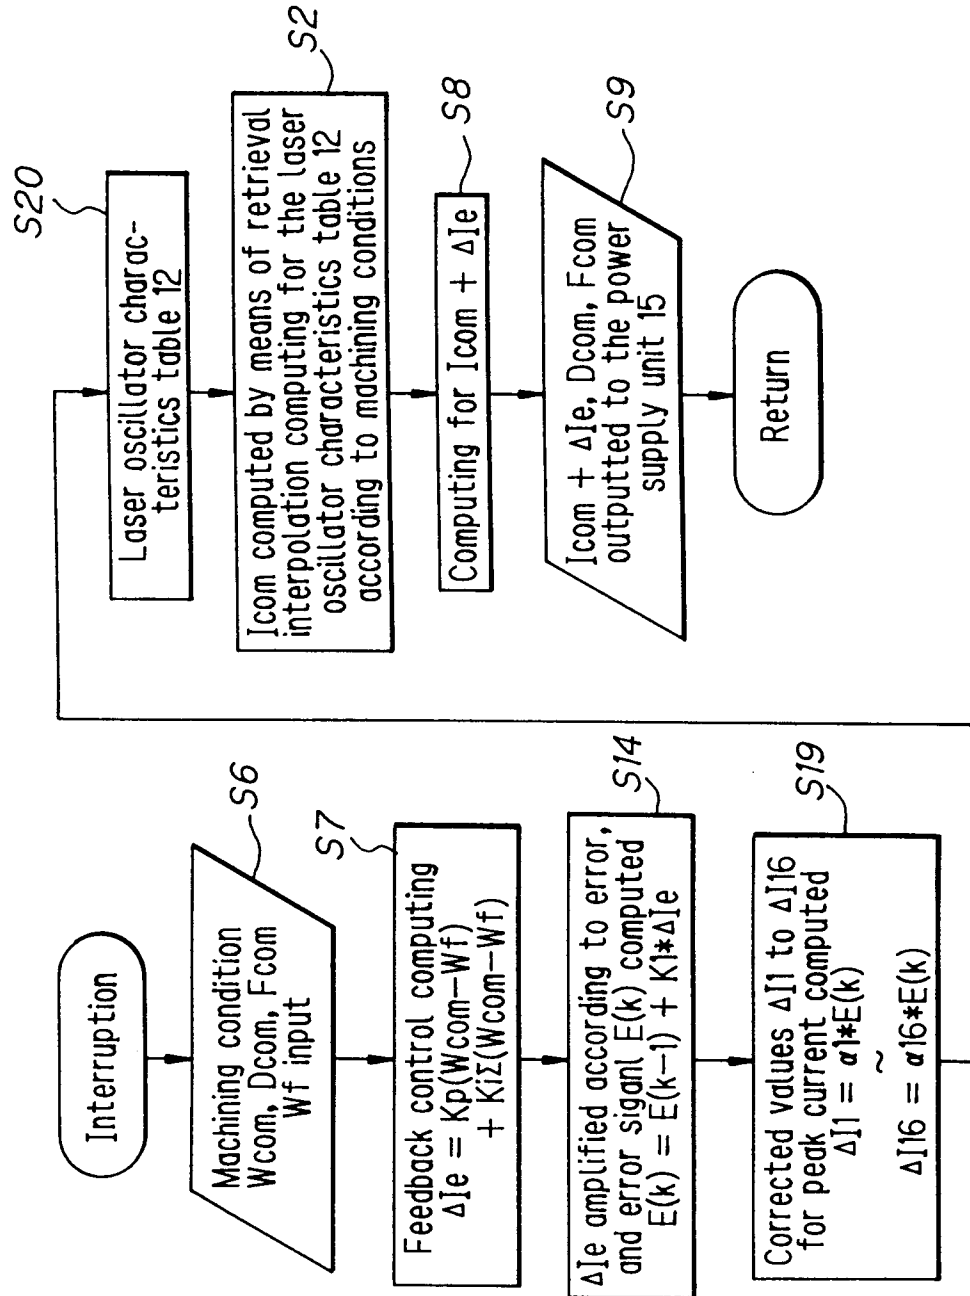 Interruption
S6
Machining condition
Wcom, Dcom, Fcom
Wf input
S7
Feedback control computing
ΔIe = Kp(Wcom−Wf)
+ KiΣ(Wcom−Wf)
S14
ΔIe amplified according to error,
and error siganl E(k) computed
E(k) = E(k−1) + K1*ΔIe
S19
Corrected values ΔI1 to ΔI16
for peak current computed
ΔI1 = α1*E(k)
~
ΔI16 = α16*E(k)
S20
Laser oscillator charac-
teristics table 12
S2
Icom computed by means of retrieval
interpolation computing for the laser
oscillator characteristics table 12
according to machining conditions
S8
Computing for Icom + ΔIe
S9
Icom + ΔIe, Dcom, Fcom
outputted to the power
supply unit 15
Return